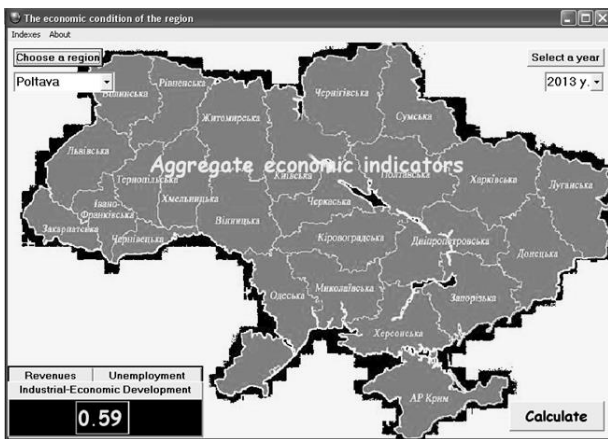 The economic condition of the region
Indexes About
Choose a region
Select a year
Poltava
2013 y.
Волинська
Рівненська
Житомирська
Чернігівська
Сумська
Львівська
Тернопільська
Хмельницька
Київська
Полтавська
Харківська
Луганська
Aggregate economic indicators
Івано-
Франківська
Закарпатська
Чернівецька
Вінницька
Черкаська
Кіровоградська
Дніпропетровська
Донецька
Одеська
Миколаївська
Запорізька
Херсонська
АР Крим
Revenues Unemployment
Industrial-Economic Development
0.59
Calculate